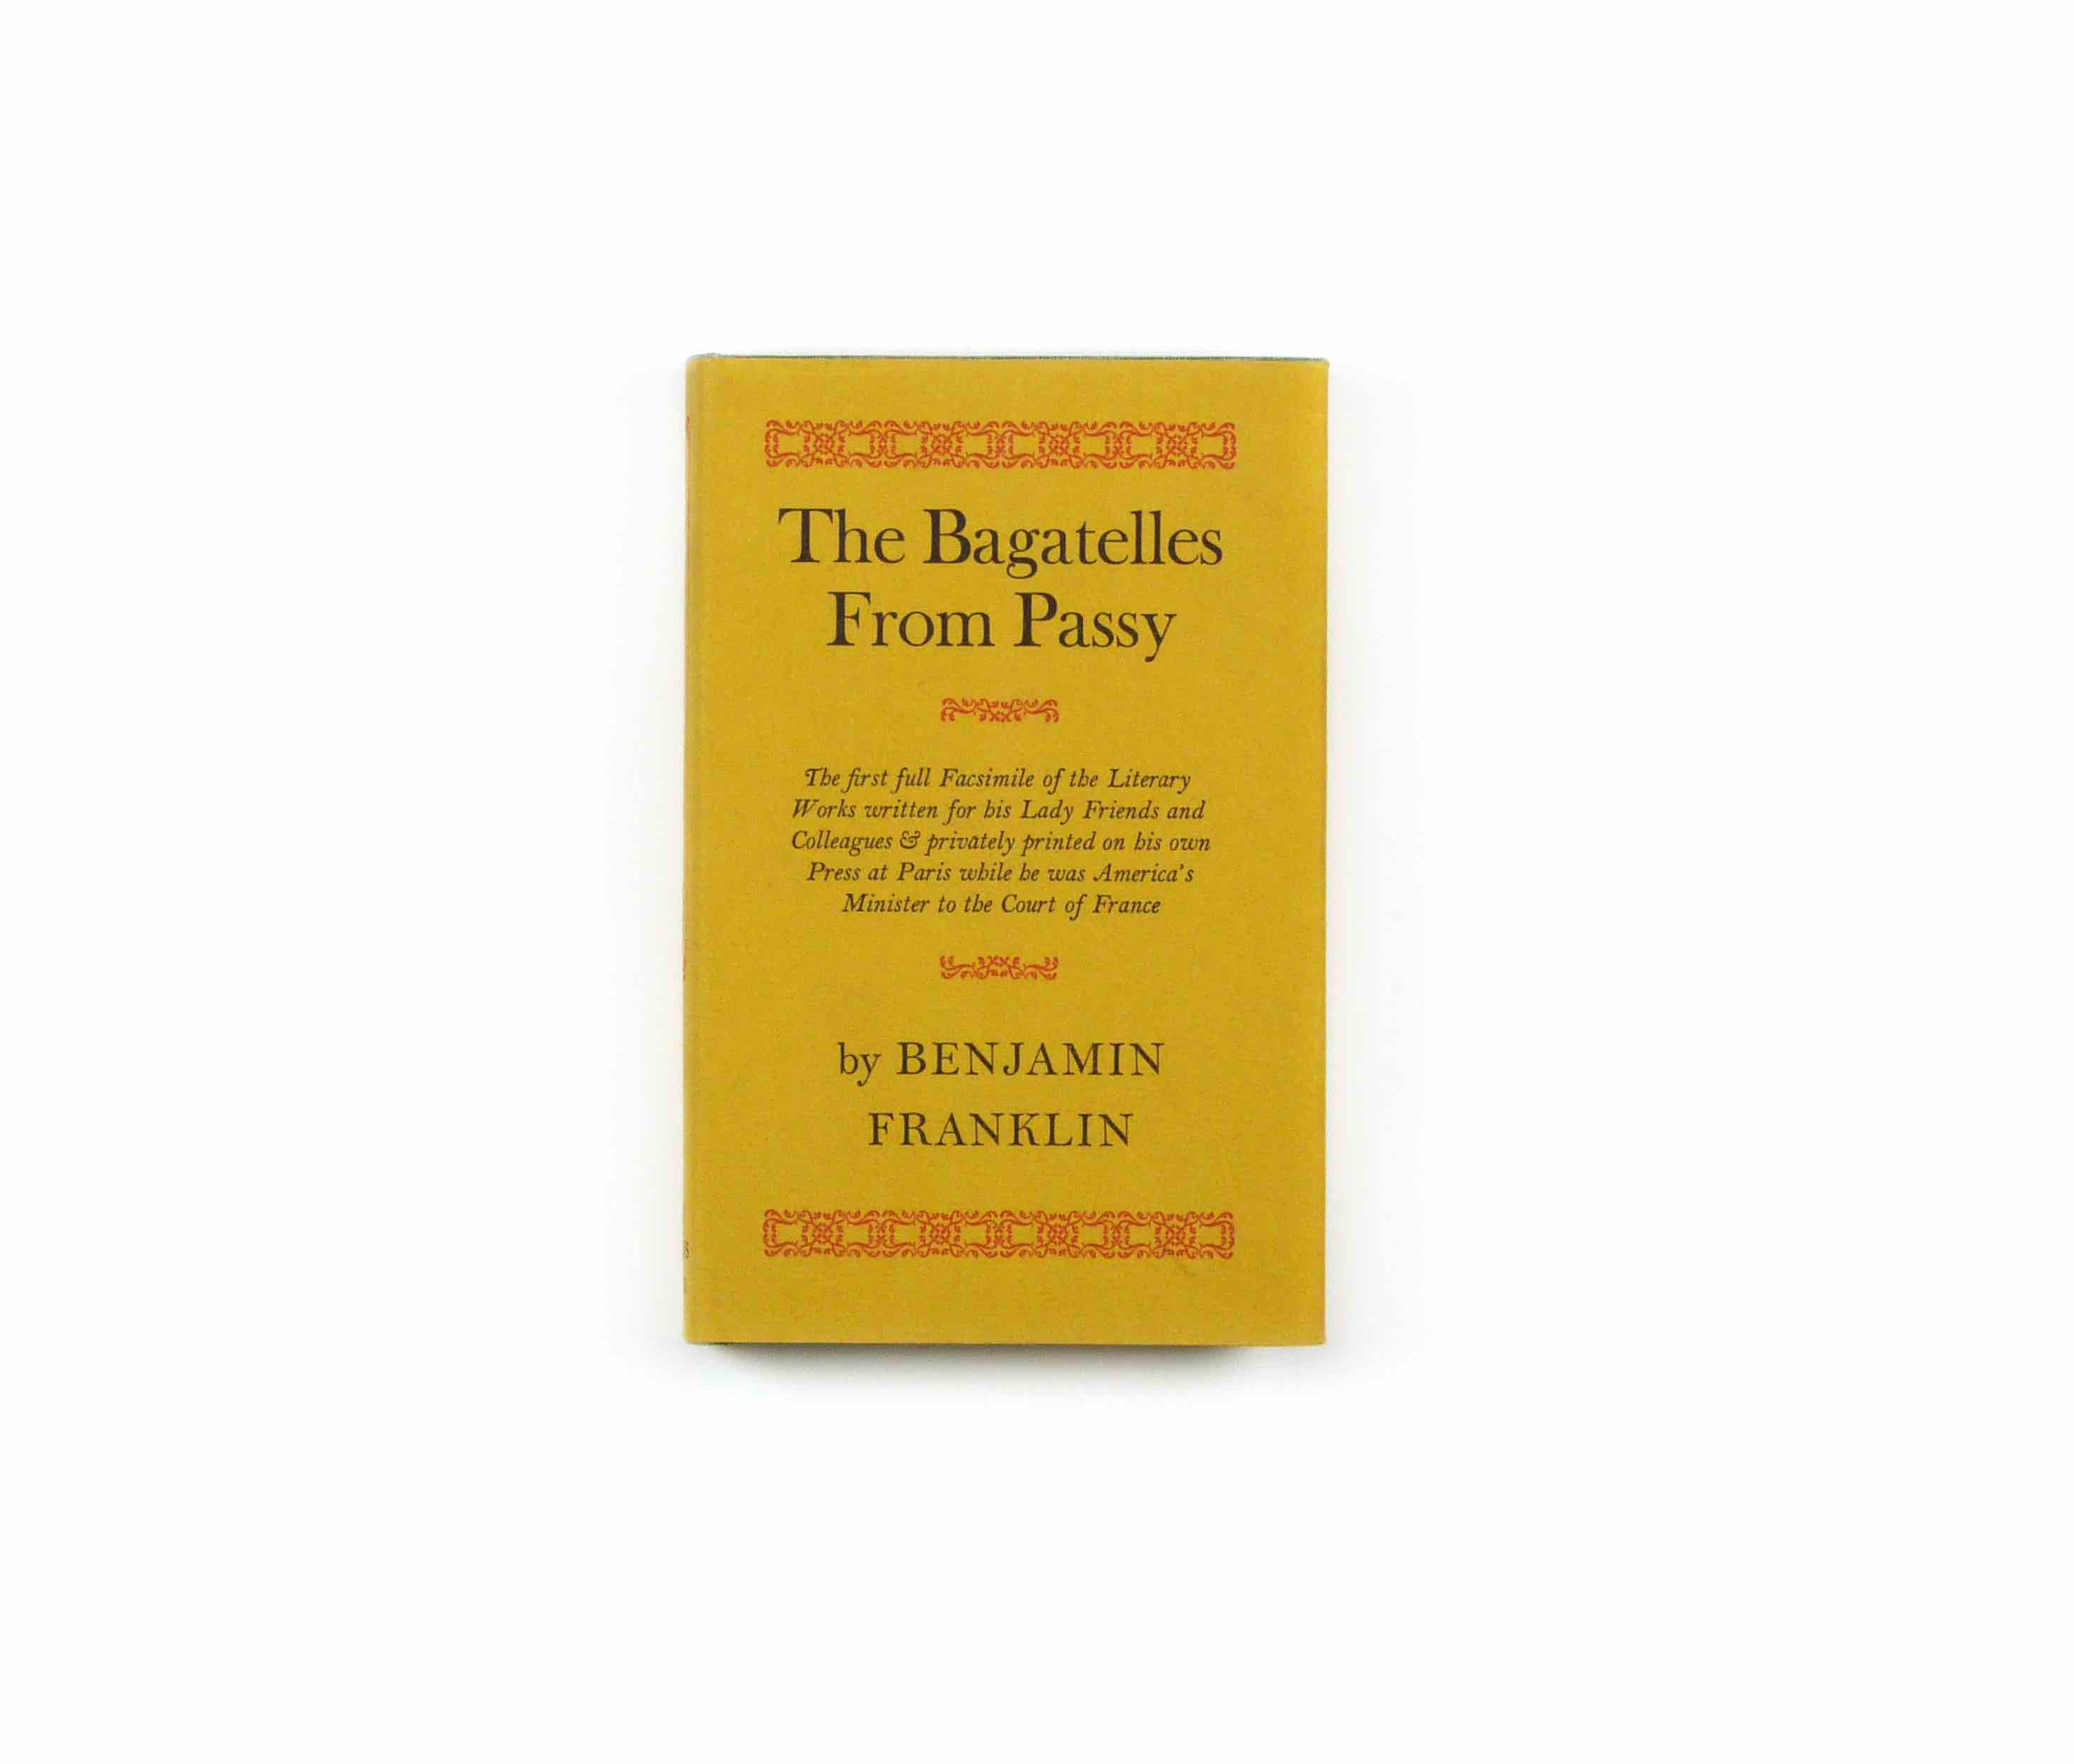 The Bagatelles
From Passy
The first full Facsimile of the Literary
Works written for his Lady Friends and
Colleagues & privately printed on his own
Press at Paris while he was America's
Minister to the Court of France
by BENJAMIN
FRANKLIN